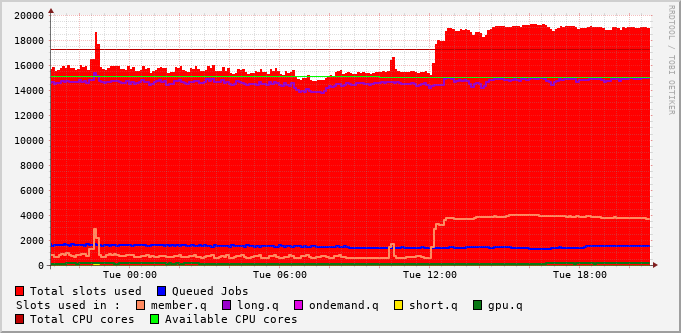 20000
18000
16000
14000
12000
10000
8000
6000
4000
2000
0
Tue 00:00 Tue 06:00 Tue 12:00 Tue 18:00
Total slots used Queued Jobs
Slots used in : member.q long.q ondemand.q short.q gpu.q
Total CPU cores Available CPU cores
RRDTOOL / TOBI OETIKER